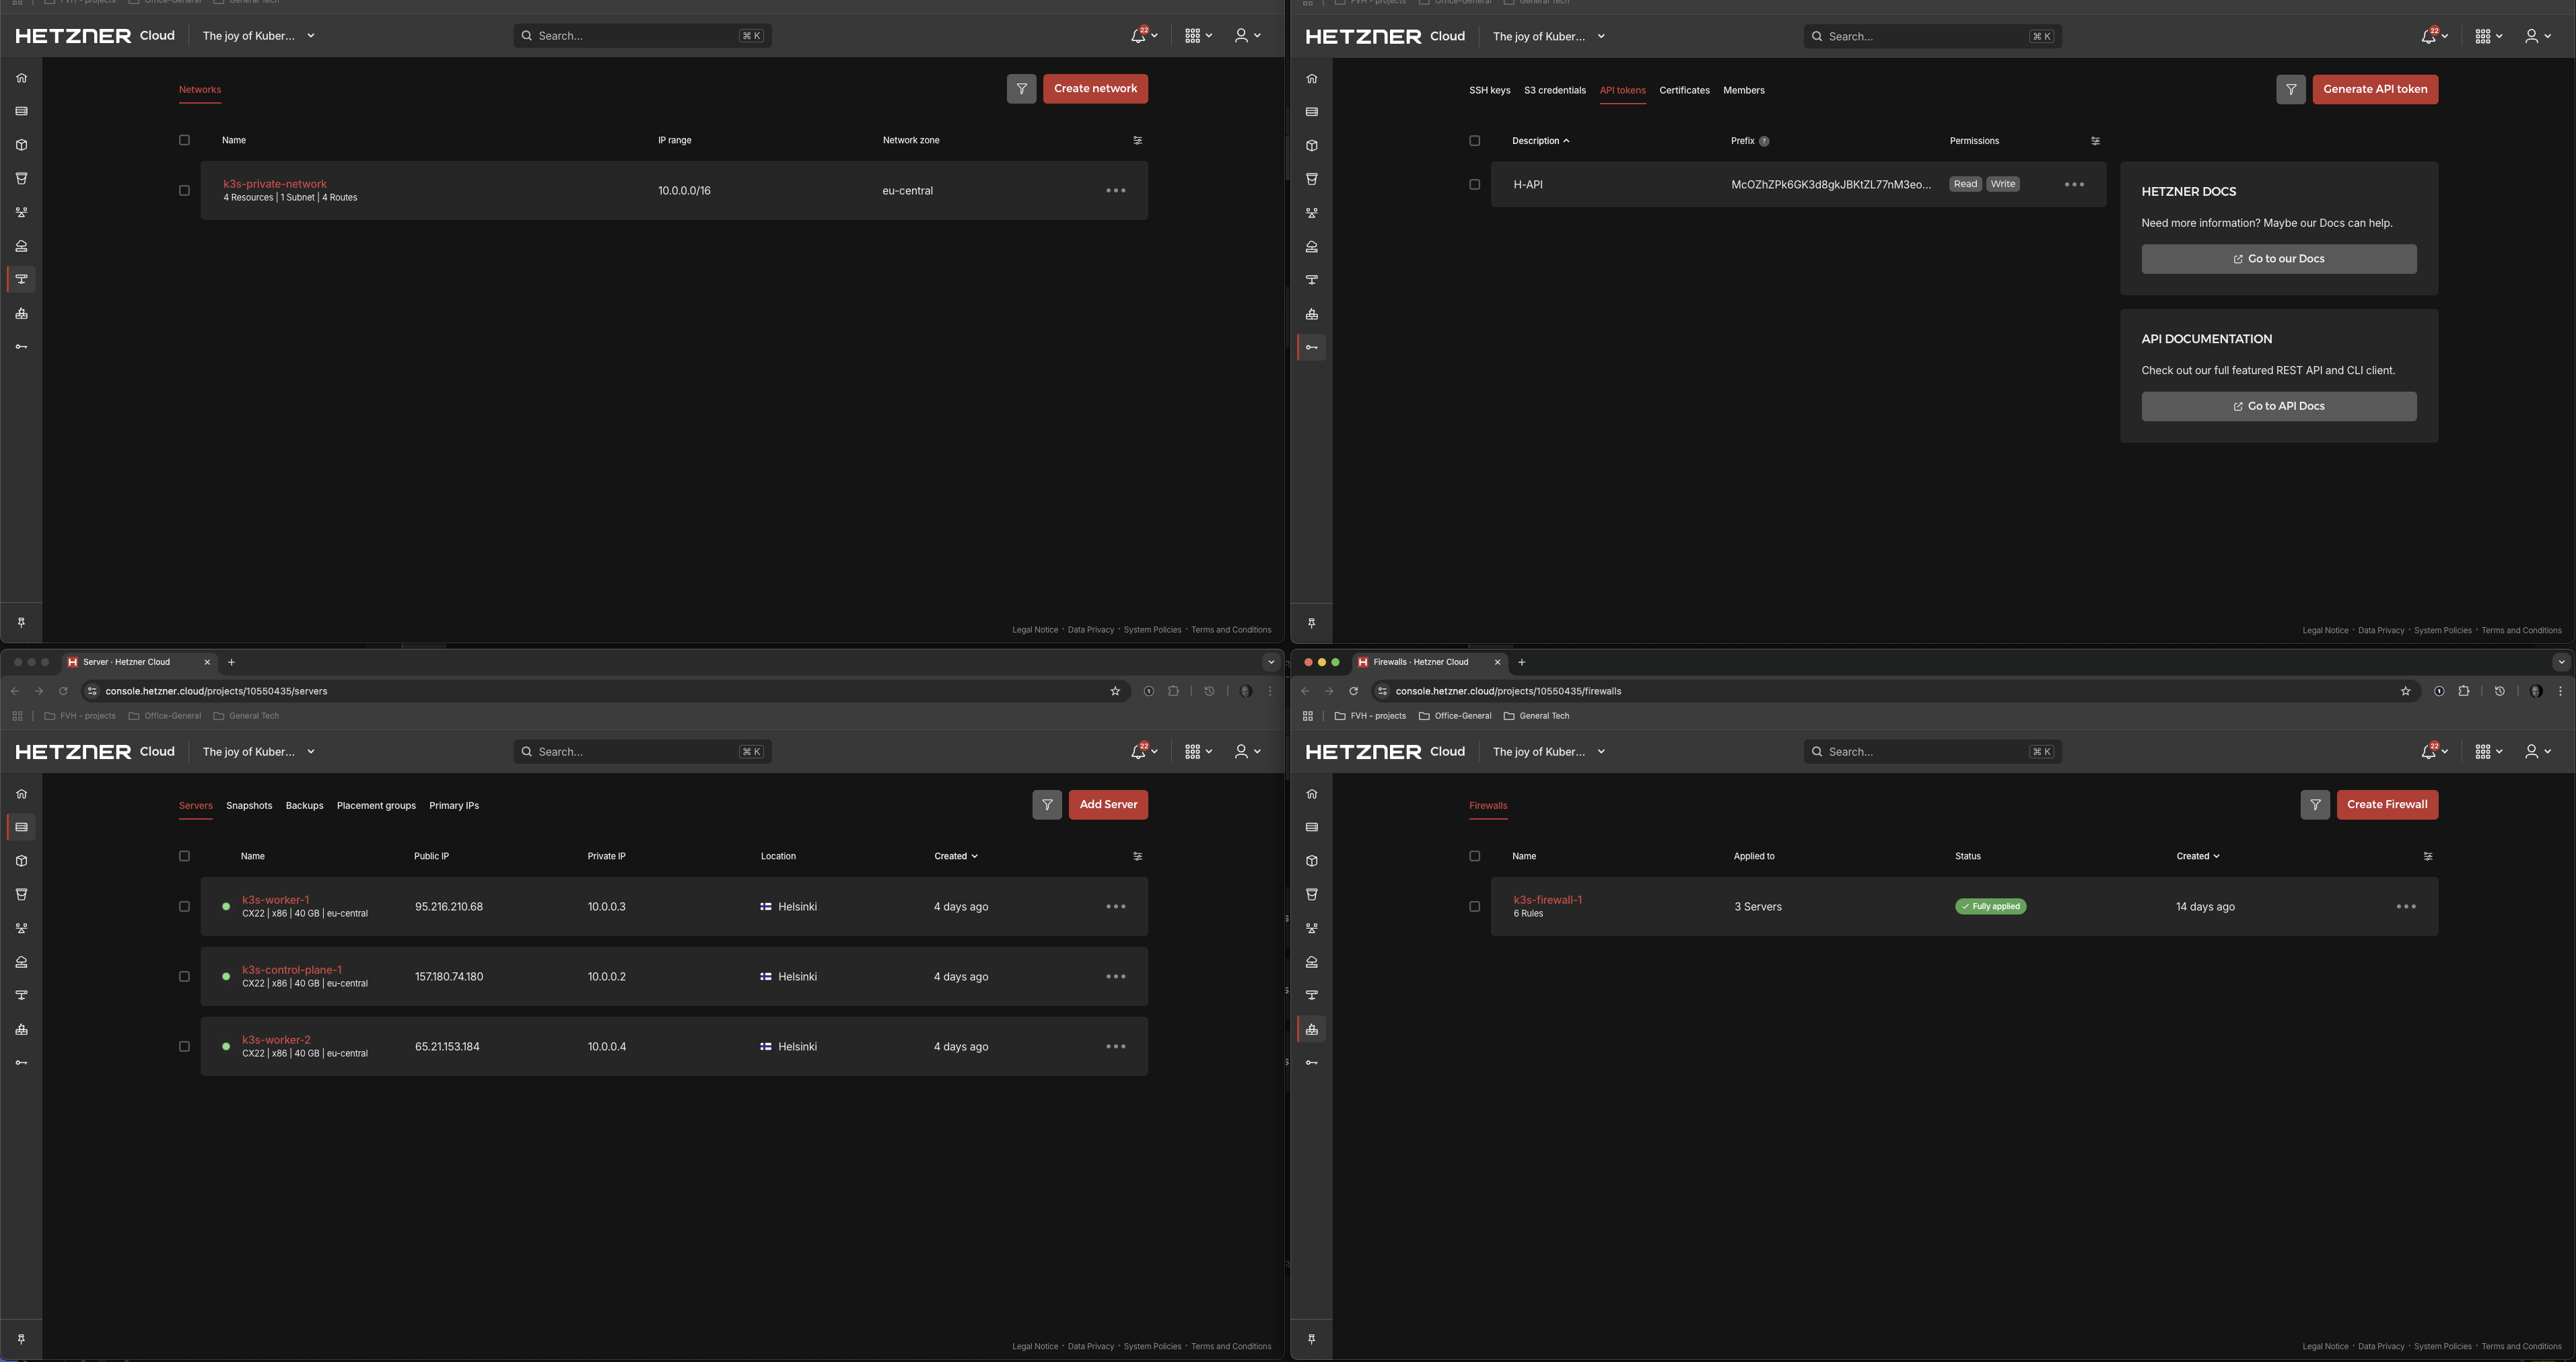 FVH - projects Office-General General Tech
HETZNER Cloud The joy of Kuber... Search... ⌘ K 22
Networks Create network
Name IP range Network zone
k3s-private-network 10.0.0.0/16 eu-central
4 Resources | 1 Subnet | 4 Routes
Legal Notice · Data Privacy · System Policies · Terms and Conditions
FVH - projects Office-General General Tech
HETZNER Cloud The joy of Kuber... Search... ⌘ K 22
SSH keys S3 credentials API tokens Certificates Members Generate API token
Description Prefix ? Permissions
H-API McOZhZPk6GK3d8gkJBKtZL77nM3eo... Read Write
HETZNER DOCS
Need more information? Maybe our Docs can help.
Go to our Docs
API DOCUMENTATION
Check out our full featured REST API and CLI client.
Go to API Docs
Legal Notice · Data Privacy · System Policies · Terms and Conditions
Server · Hetzner Cloud
console.hetzner.cloud/projects/10550435/servers
FVH - projects Office-General General Tech
HETZNER Cloud The joy of Kuber... Search... ⌘ K 22
Servers Snapshots Backups Placement groups Primary IPs Add Server
Name Public IP Private IP Location Created
k3s-worker-1 95.216.210.68 10.0.0.3 Helsinki 4 days ago
CX22 | x86 | 40 GB | eu-central
k3s-control-plane-1 157.180.74.180 10.0.0.2 Helsinki 4 days ago
CX22 | x86 | 40 GB | eu-central
k3s-worker-2 65.21.153.184 10.0.0.4 Helsinki 4 days ago
CX22 | x86 | 40 GB | eu-central
Legal Notice · Data Privacy · System Policies · Terms and Conditions
Firewalls · Hetzner Cloud
console.hetzner.cloud/projects/10550435/firewalls
FVH - projects Office-General General Tech
HETZNER Cloud The joy of Kuber... Search... ⌘ K 22
Firewalls Create Firewall
Name Applied to Status Created
k3s-firewall-1 3 Servers Fully applied 14 days ago
6 Rules
Legal Notice · Data Privacy · System Policies · Terms and Conditions